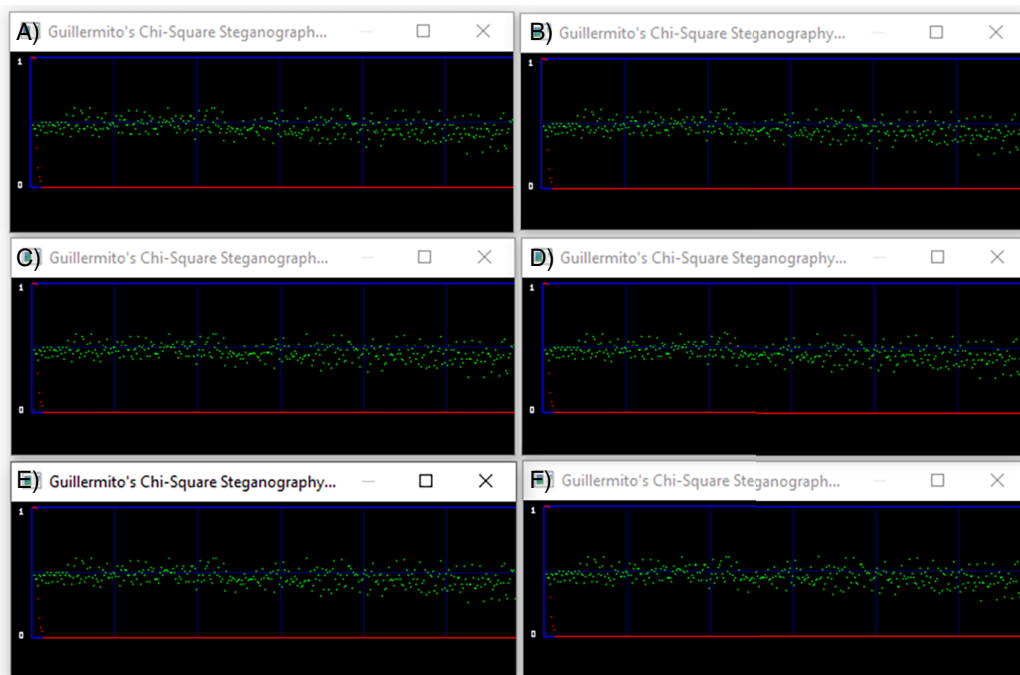 A) Guillermito's Chi-Square Steganograph...
1
0
B) Guillermito's Chi-Square Steganography...
1
0
C) Guillermito's Chi-Square Steganograph...
1
0
D) Guillermito's Chi-Square Steganography...
1
0
E) Guillermito's Chi-Square Steganography...
1
0
F) Guillermito's Chi-Square Steganograph...
1
0